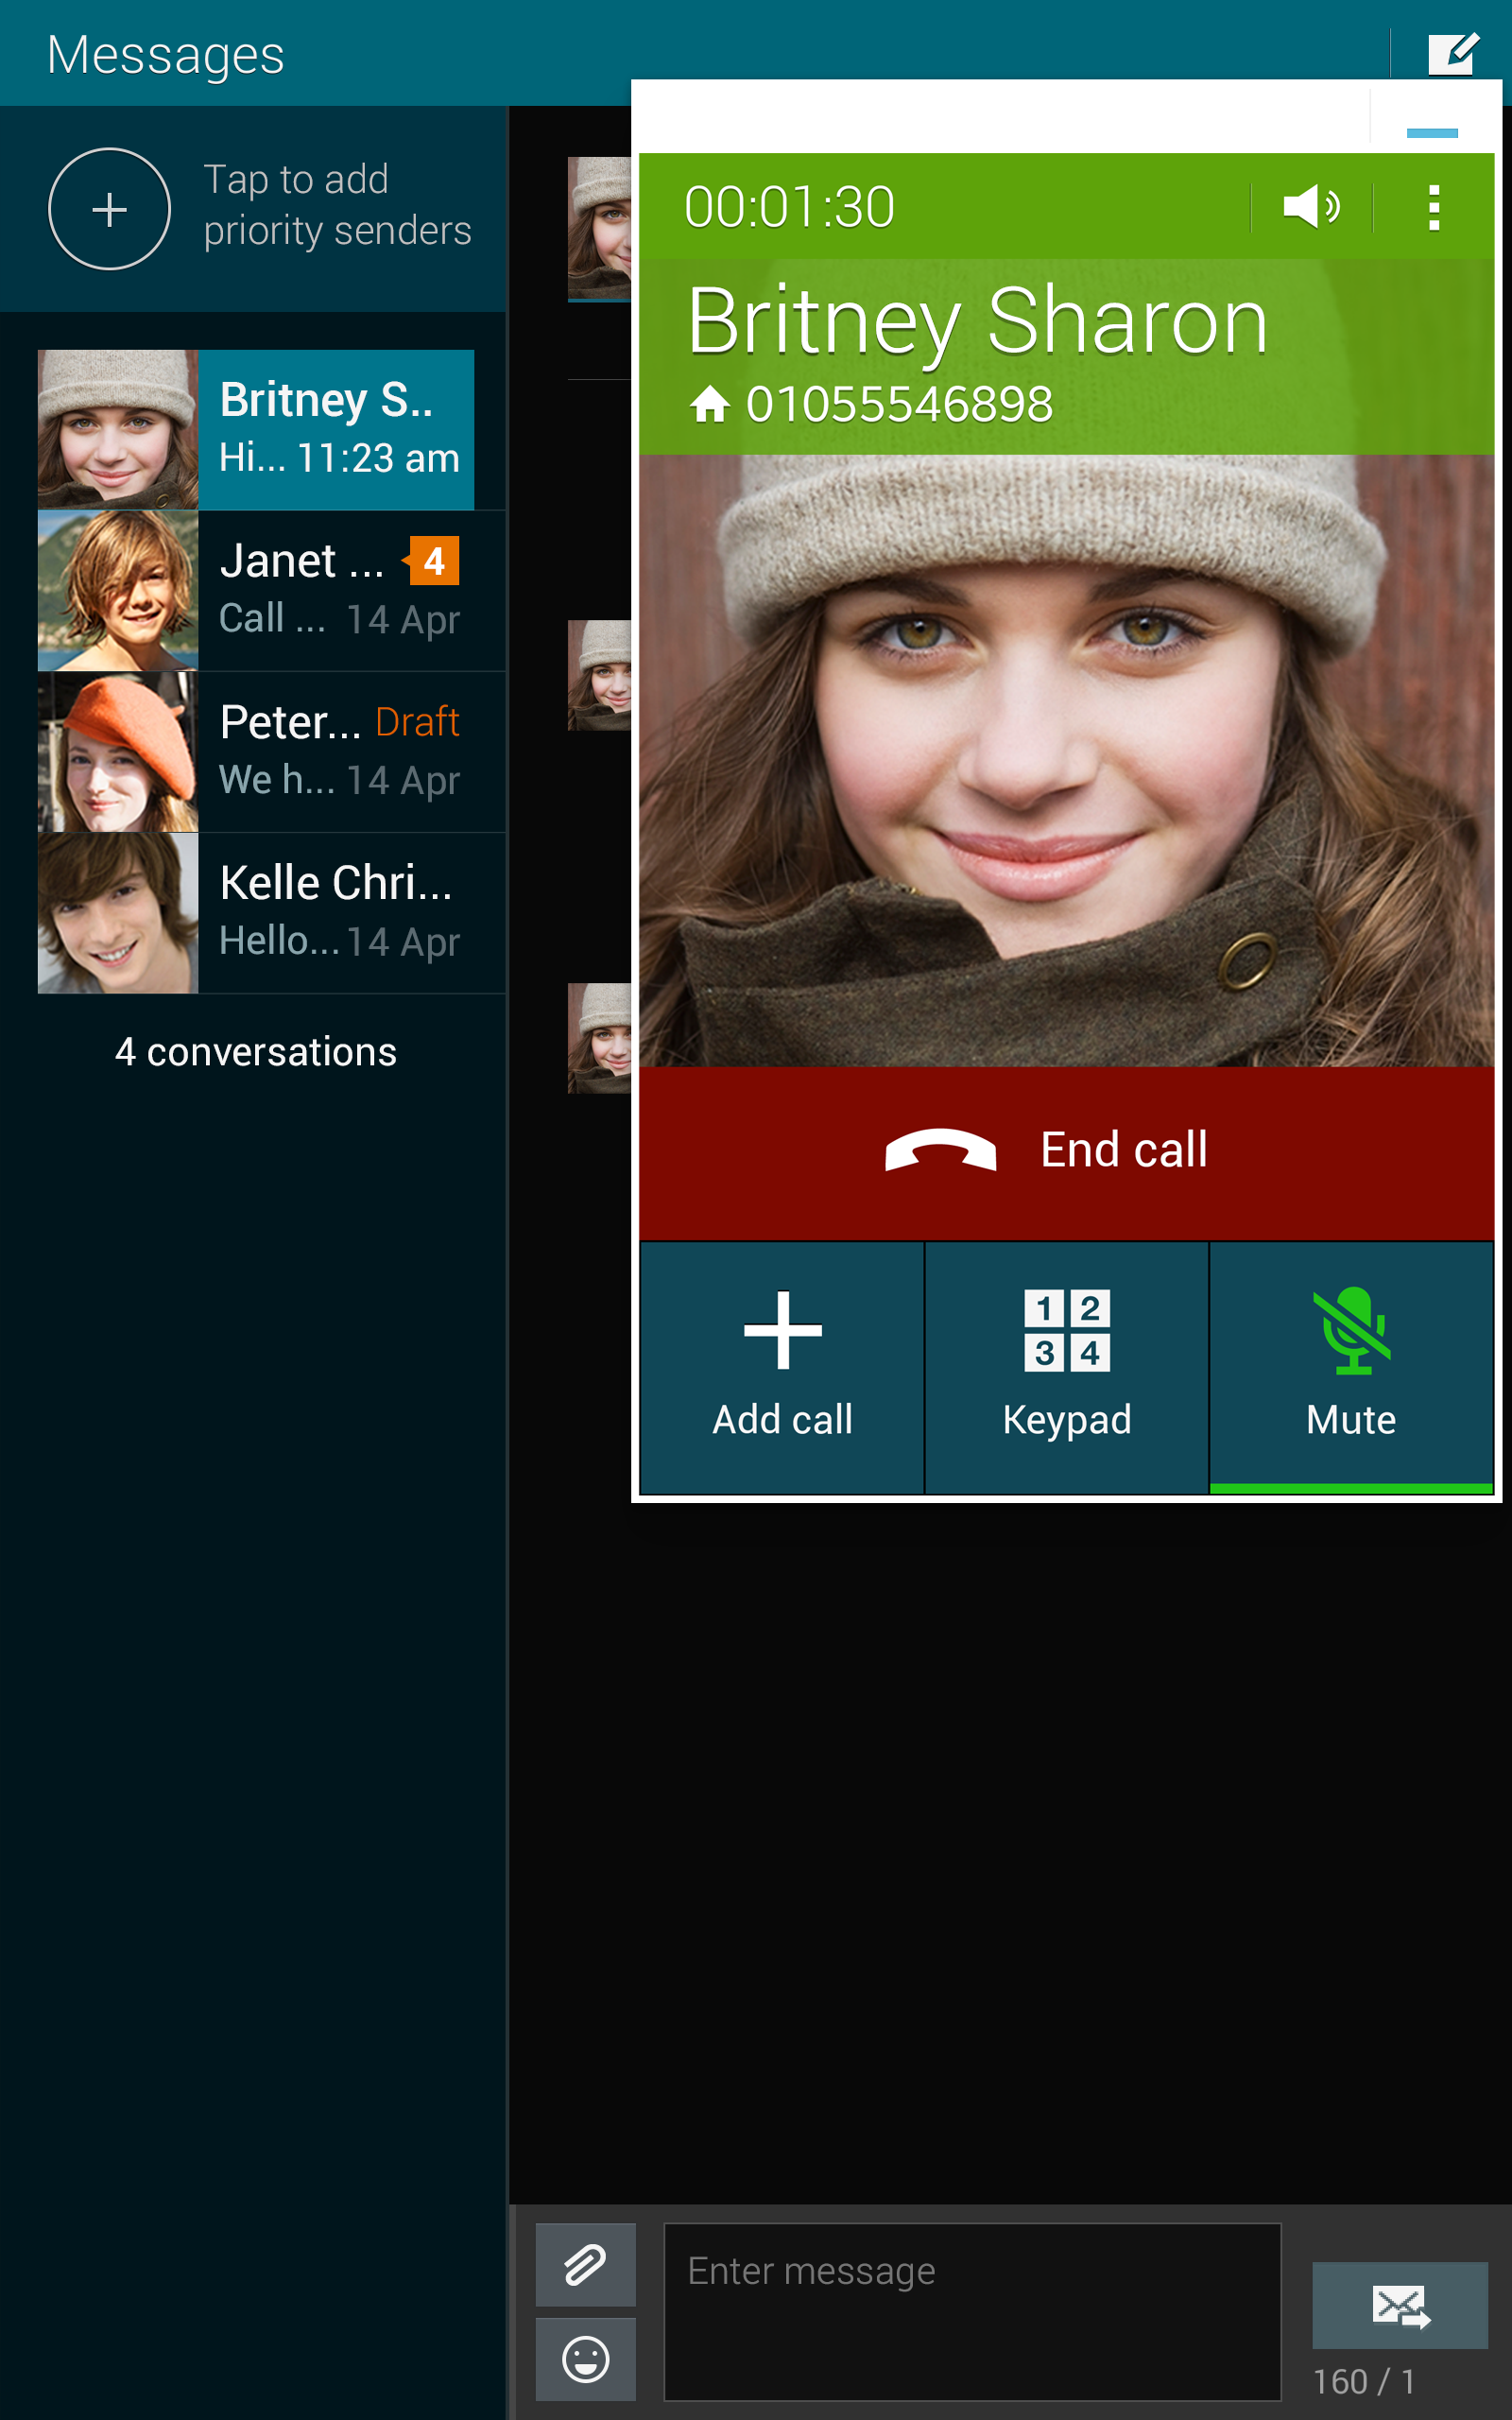 Messages
Tap to add
priority senders
Britney S..
Hi... 11:23 am
Janet ... 4
Call ... 14 Apr
Peter... Draft
We h... 14 Apr
Kelle Chri...
Hello... 14 Apr
4 conversations
00:01:30
Britney Sharon
01055546898
End call
1 2
3 4
Add call
Keypad
Mute
Enter message
160 / 1